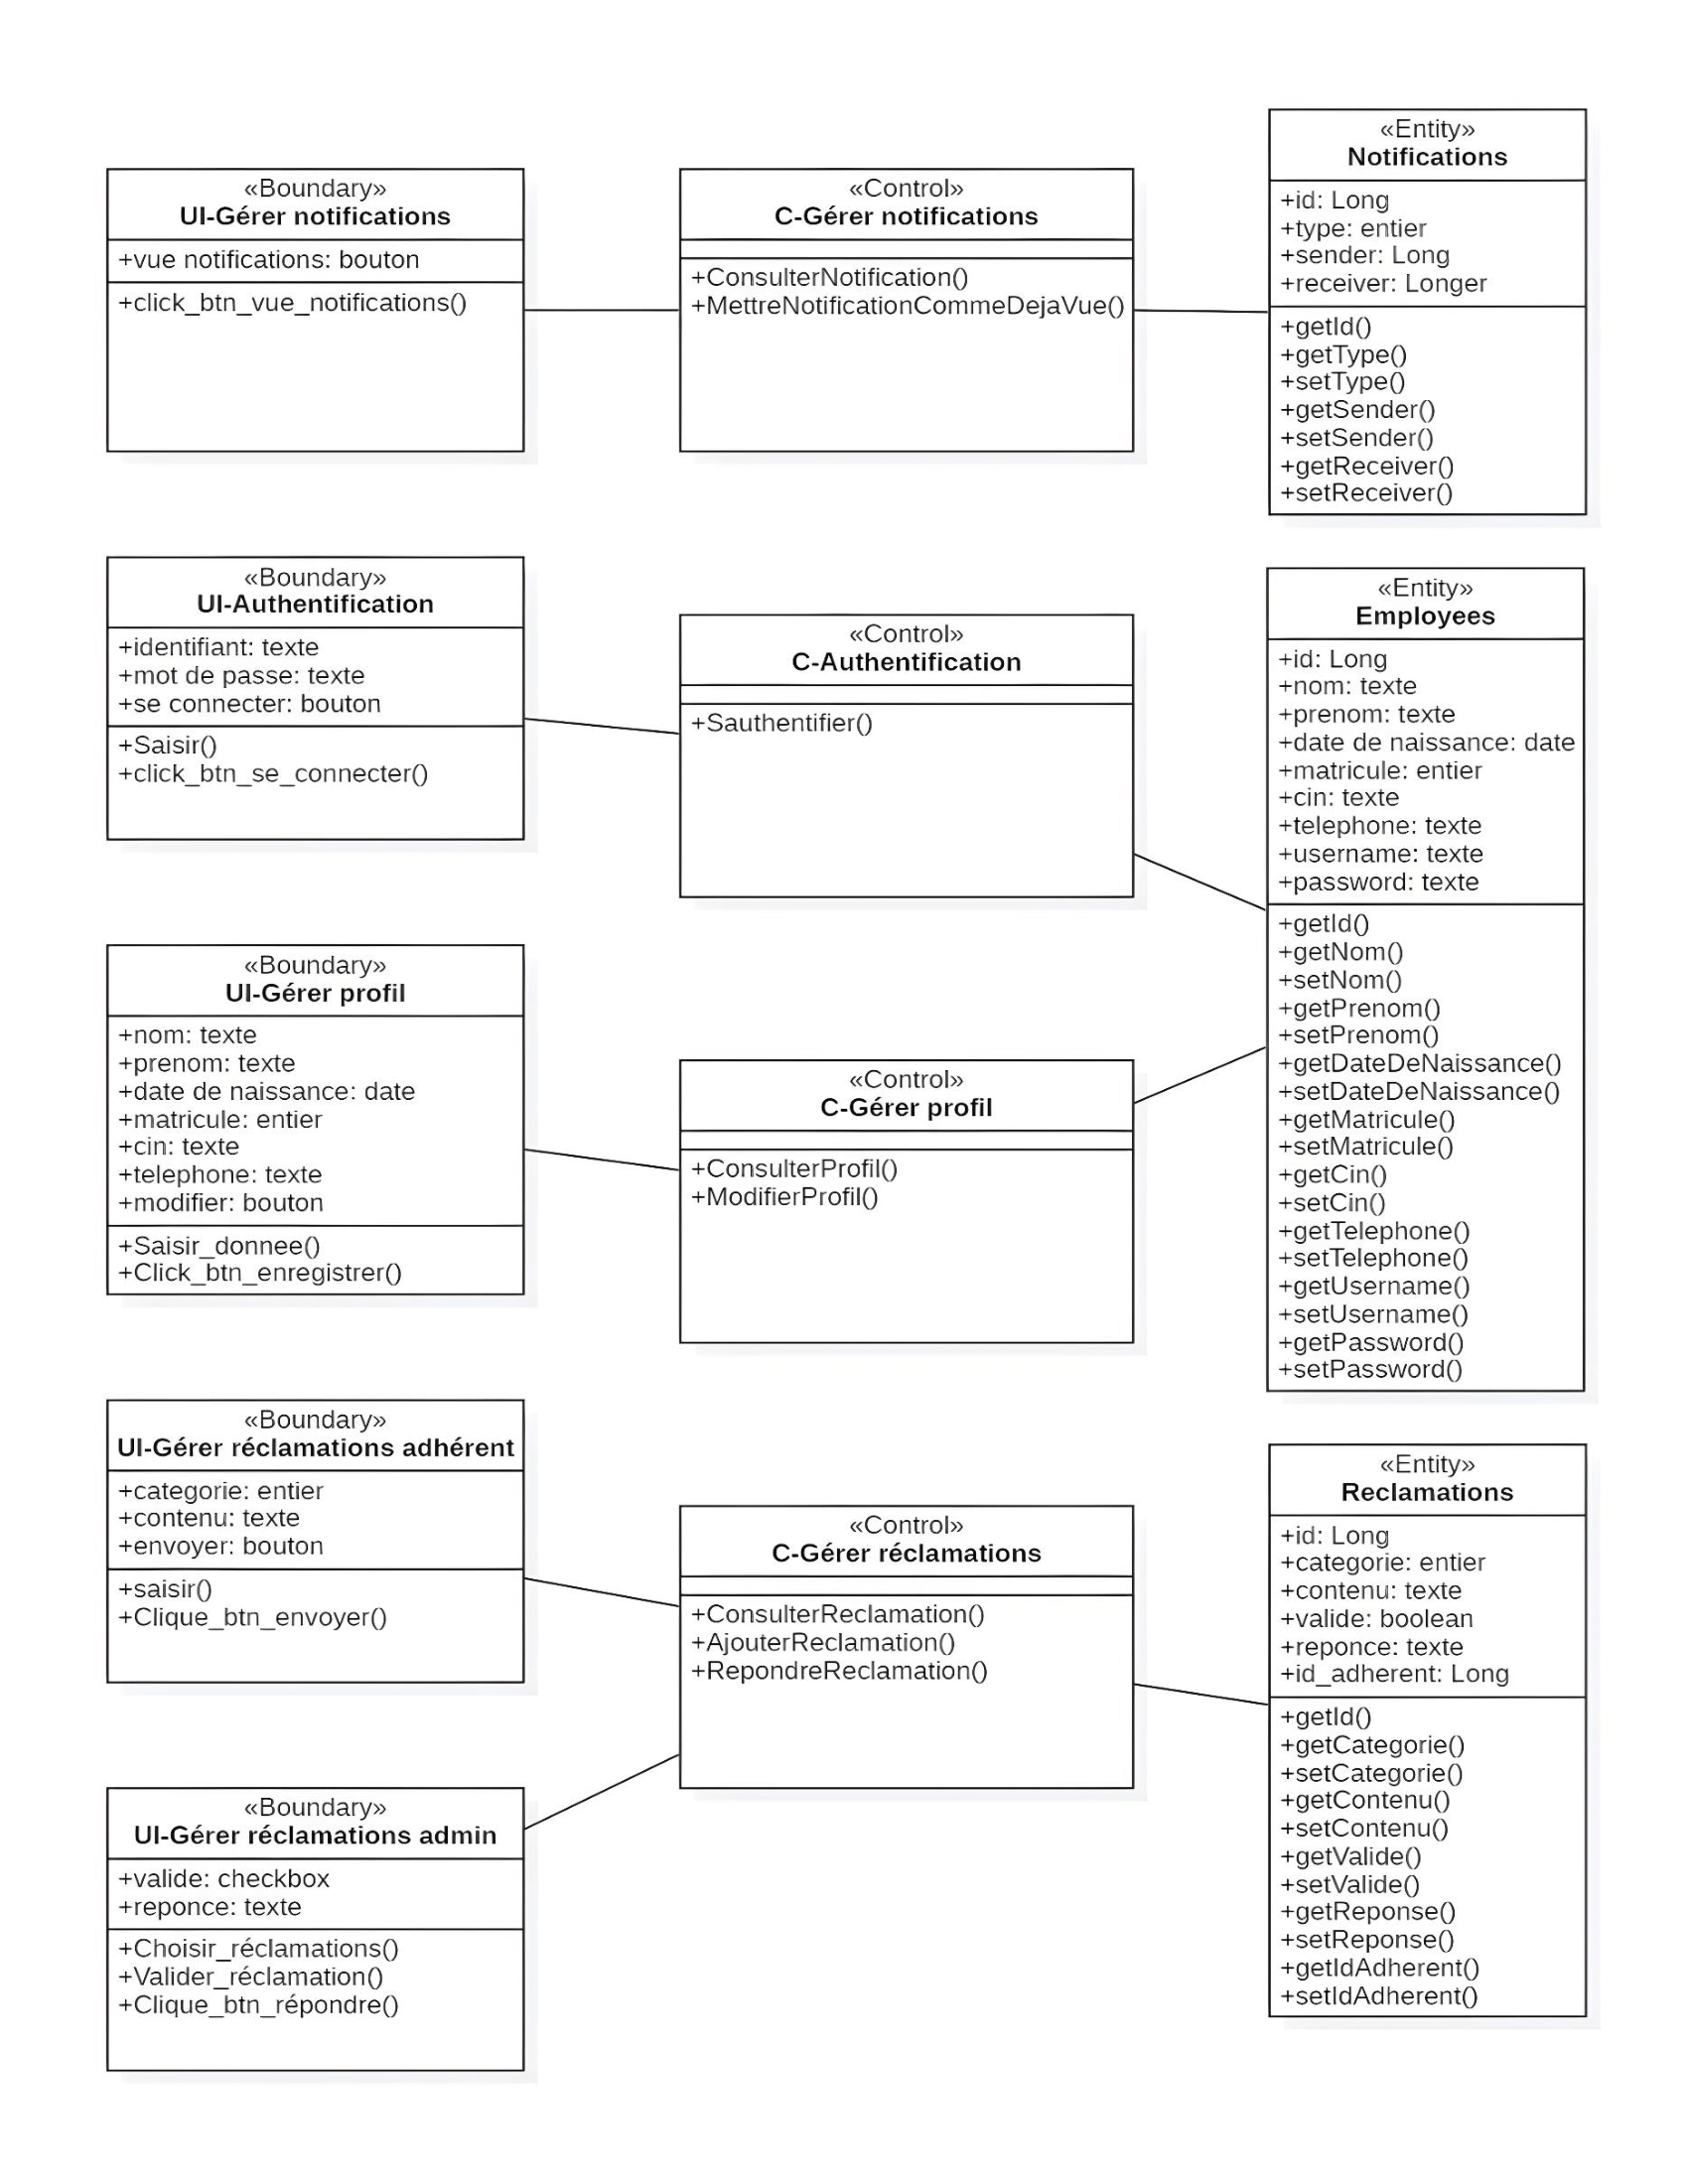 «Boundary»
UI-Gérer notifications
+vue notifications: bouton
+click_btn_vue_notifications()
«Control»
C-Gérer notifications
+ConsulterNotification()
+MettreNotificationCommeDejaVue()
«Entity»
Notifications
+id: Long
+type: entier
+sender: Long
+receiver: Longer
+getId()
+getType()
+setType()
+getSender()
+setSender()
+getReceiver()
+setReceiver()
«Boundary»
UI-Authentification
+identifiant: texte
+mot de passe: texte
+se connecter: bouton
+Saisir()
+click_btn_se_connecter()
«Control»
C-Authentification
+Sauthentifier()
«Entity»
Employees
+id: Long
+nom: texte
+prenom: texte
+date de naissance: date
+matricule: entier
+cin: texte
+telephone: texte
+username: texte
+password: texte
+getId()
+getNom()
+setNom()
+getPrenom()
+setPrenom()
+getDateDeNaissance()
+setDateDeNaissance()
+getMatricule()
+setMatricule()
+getCin()
+setCin()
+getTelephone()
+setTelephone()
+getUsername()
+setUsername()
+getPassword()
+setPassword()
«Boundary»
UI-Gérer profil
+nom: texte
+prenom: texte
+date de naissance: date
+matricule: entier
+cin: texte
+telephone: texte
+modifier: bouton
+Saisir_donnee()
+Click_btn_enregistrer()
«Control»
C-Gérer profil
+ConsulterProfil()
+ModifierProfil()
«Boundary»
UI-Gérer réclamations adhérent
+categorie: entier
+contenu: texte
+envoyer: bouton
+saisir()
+Clique_btn_envoyer()
«Control»
C-Gérer réclamations
+ConsulterReclamation()
+AjouterReclamation()
+RepondreReclamation()
«Entity»
Reclamations
+id: Long
+categorie: entier
+contenu: texte
+valide: boolean
+reponce: texte
+id_adherent: Long
+getId()
+getCategorie()
+setCategorie()
+getContenu()
+setContenu()
+getValide()
+setValide()
+getReponse()
+setReponse()
+getIdAdherent()
+setIdAdherent()
«Boundary»
UI-Gérer réclamations admin
+valide: checkbox
+reponce: texte
+Choisir_réclamations()
+Valider_réclamation()
+Clique_btn_répondre()